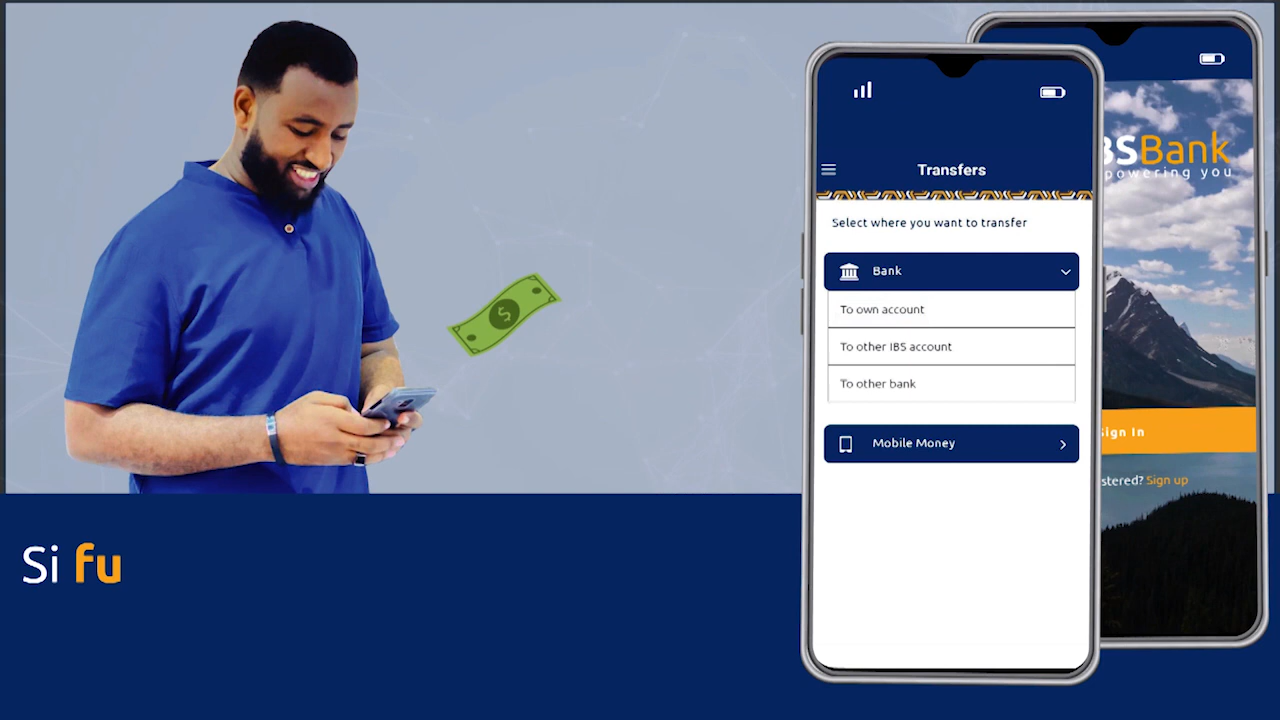 Si fu
Transfers
Select where you want to transfer
Bank
To own account
To other IBS account
To other bank
Mobile Money
BSBank
powering you
Sign In
stered? Sign up